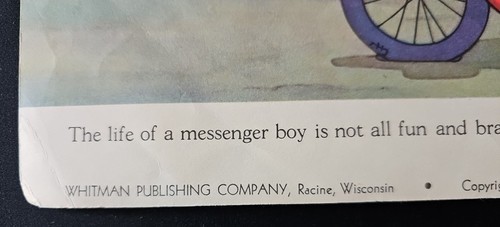 The life of a messenger boy is not all fun and
WHITMAN PUBLISHING COMPANY, Racine, Wisconsin •